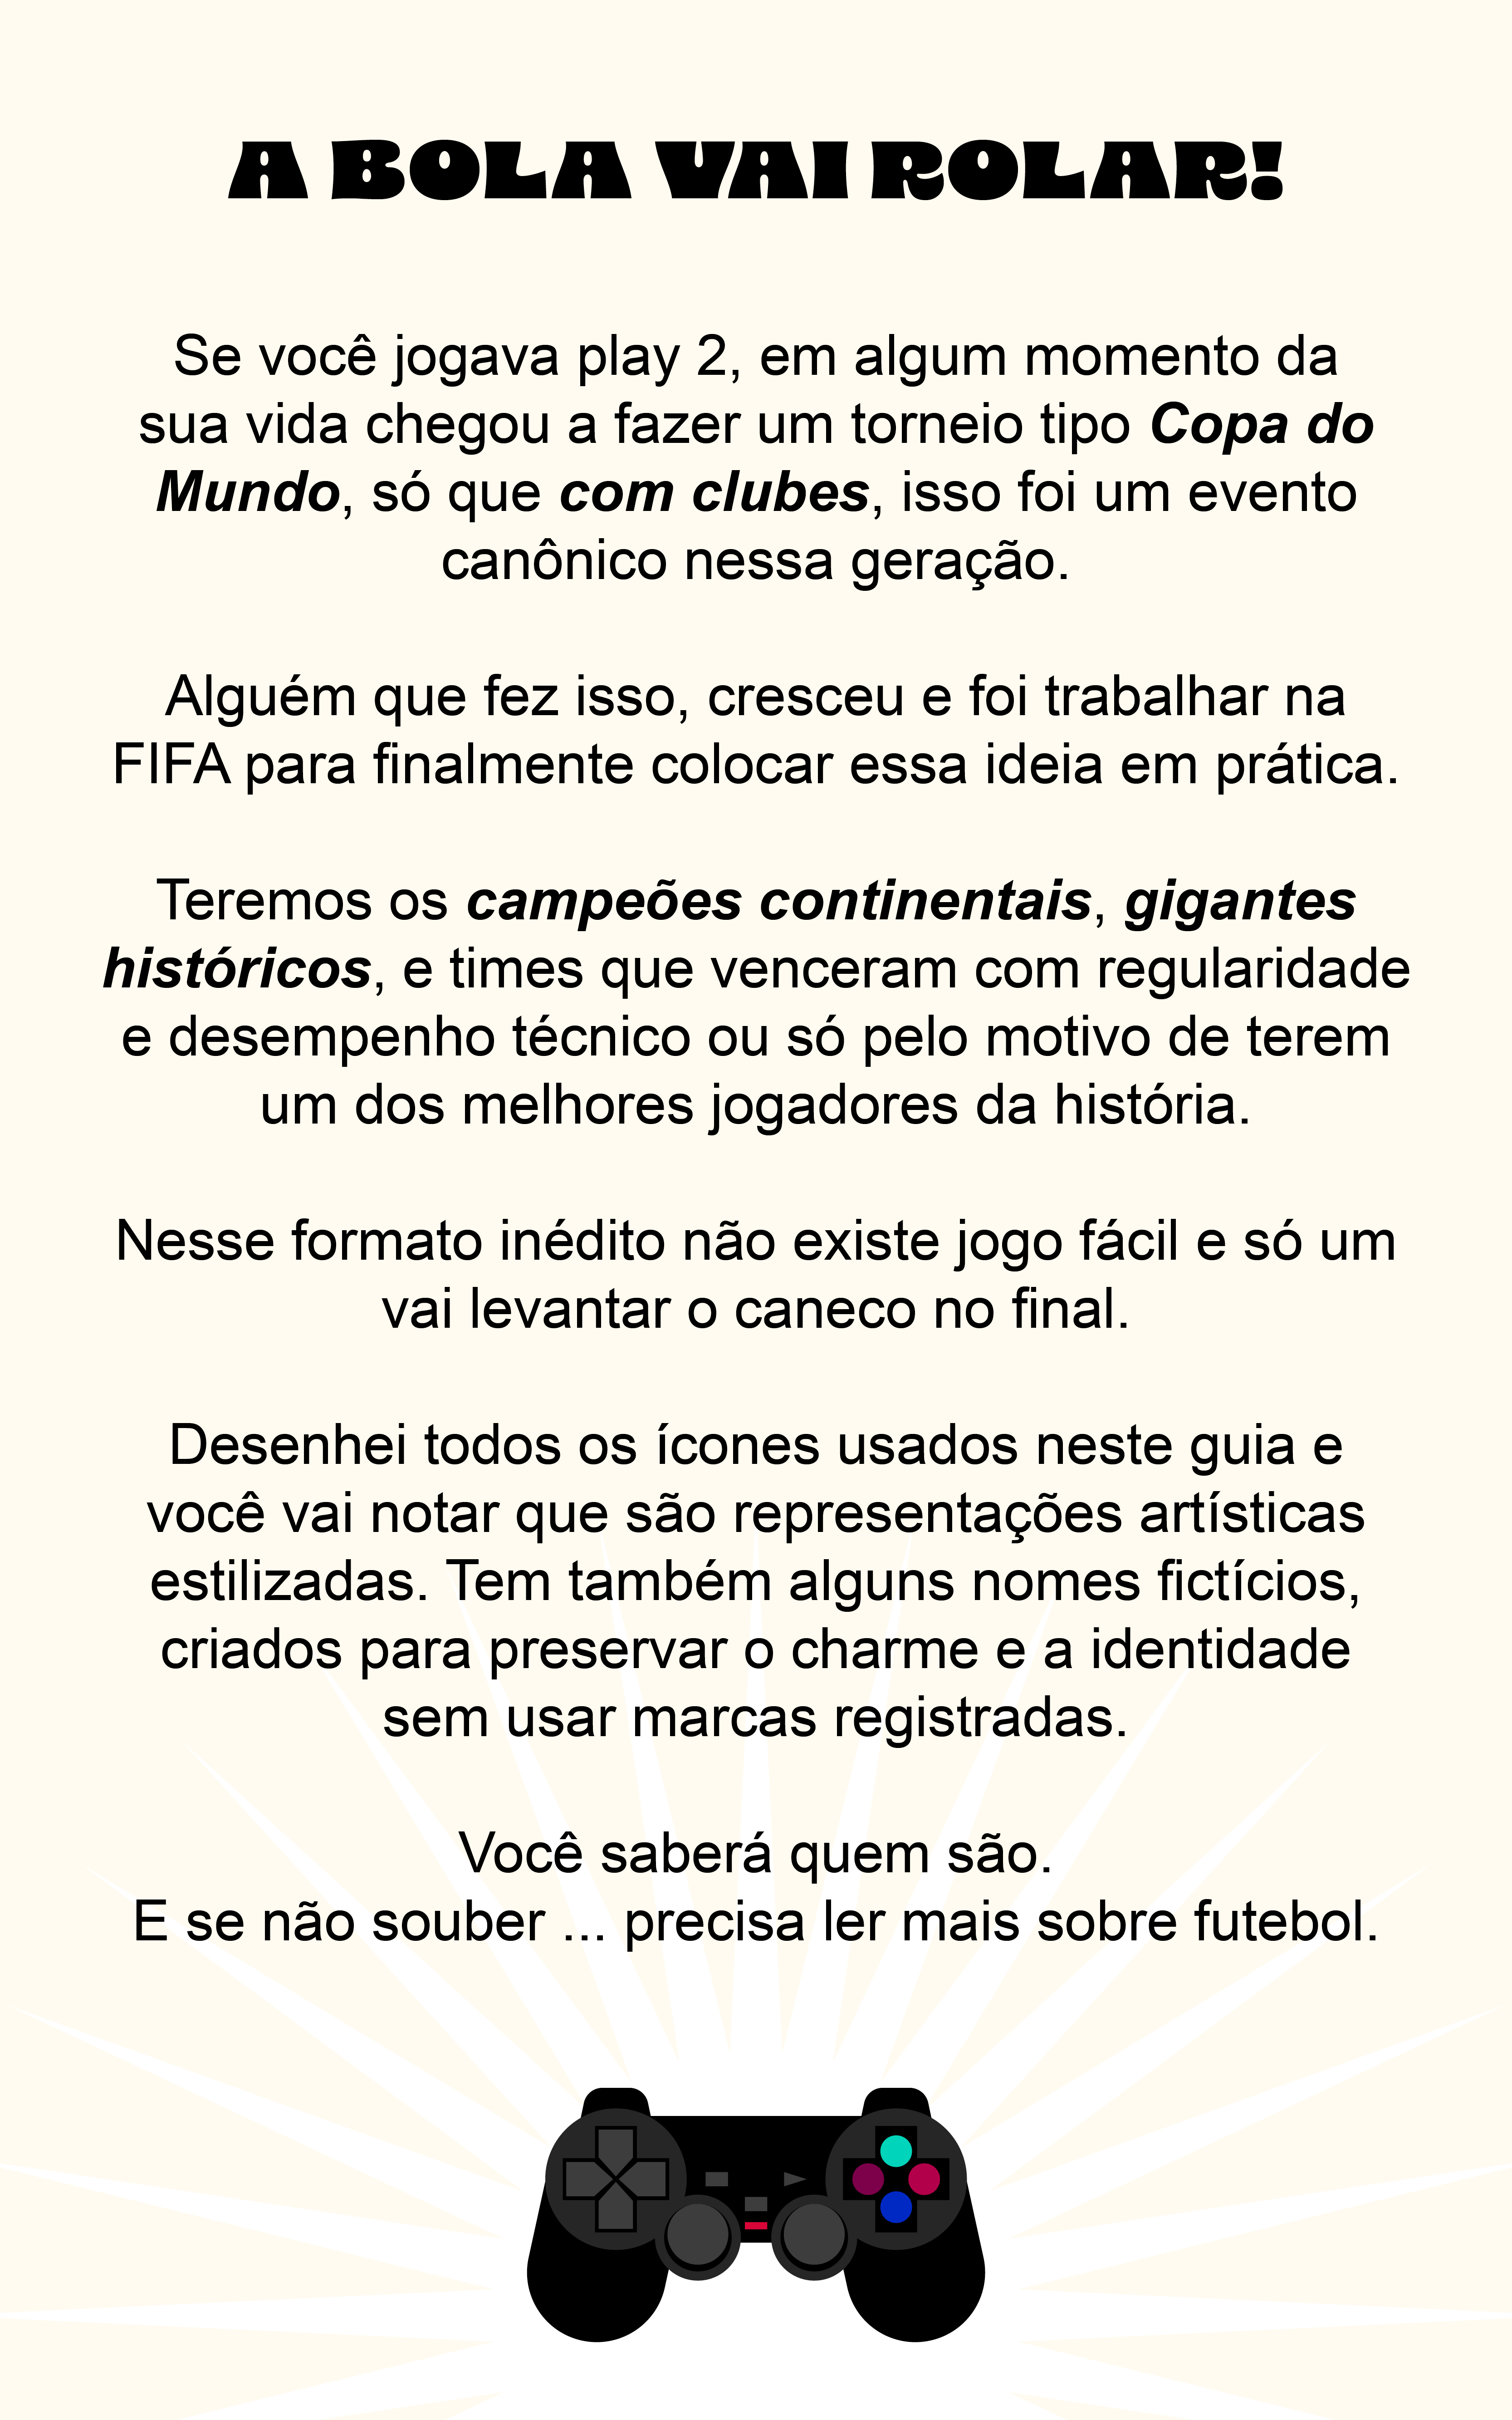 A BOLA VAI ROLAR!
Se você jogava play 2, em algum momento da
sua vida chegou a fazer um torneio tipo Copa do
Mundo, só que com clubes, isso foi um evento
canônico nessa geração.
Alguém que fez isso, cresceu e foi trabalhar na
FIFA para finalmente colocar essa ideia em prática.
Teremos os campeões continentais, gigantes
históricos, e times que venceram com regularidade
e desempenho técnico ou só pelo motivo de terem
um dos melhores jogadores da história.
Nesse formato inédito não existe jogo fácil e só um
vai levantar o caneco no final.
Desenhei todos os ícones usados neste guia e
você vai notar que são representações artísticas
estilizadas. Tem também alguns nomes fictícios,
criados para preservar o charme e a identidade
sem usar marcas registradas.
Você saberá quem são.
E se não souber ... precisa ler mais sobre futebol.